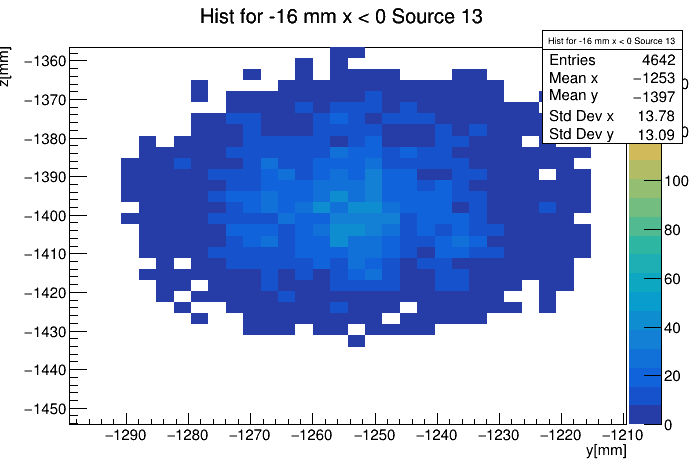 Hist for -16 mm x < 0 Source 13
z[mm]
Hist for -16 mm x < 0 Source 13
Entries 4642
Mean x −1253
Mean y −1397
Std Dev x 13.78
Std Dev y 13.09
−1360
−1370
−1380
−1390
−1400
−1410
−1420
−1430
−1440
−1450
100
80
60
40
20
0
−1290 −1280 −1270 −1260 −1250 −1240 −1230 −1220 −1210
y[mm]